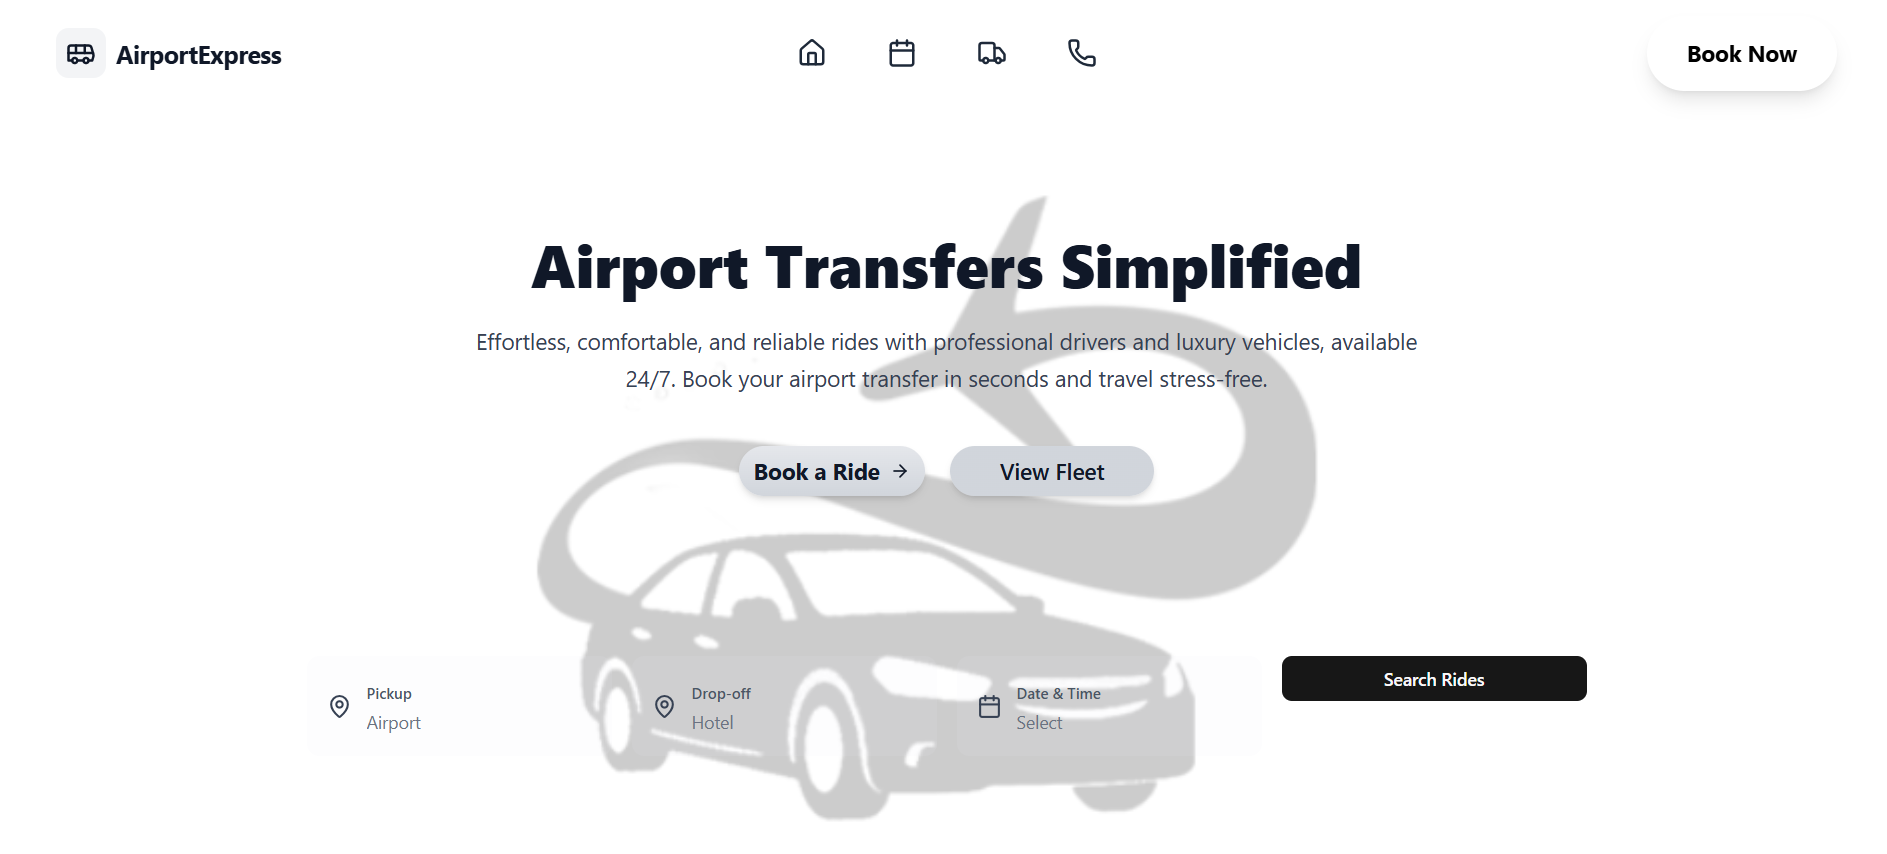 AirportExpress
Book Now
Airport Transfers Simplified
Effortless, comfortable, and reliable rides with professional drivers and luxury vehicles, available
24/7. Book your airport transfer in seconds and travel stress-free.
Book a Ride
View Fleet
Pickup
Airport
Drop-off
Hotel
Date & Time
Select
Search Rides